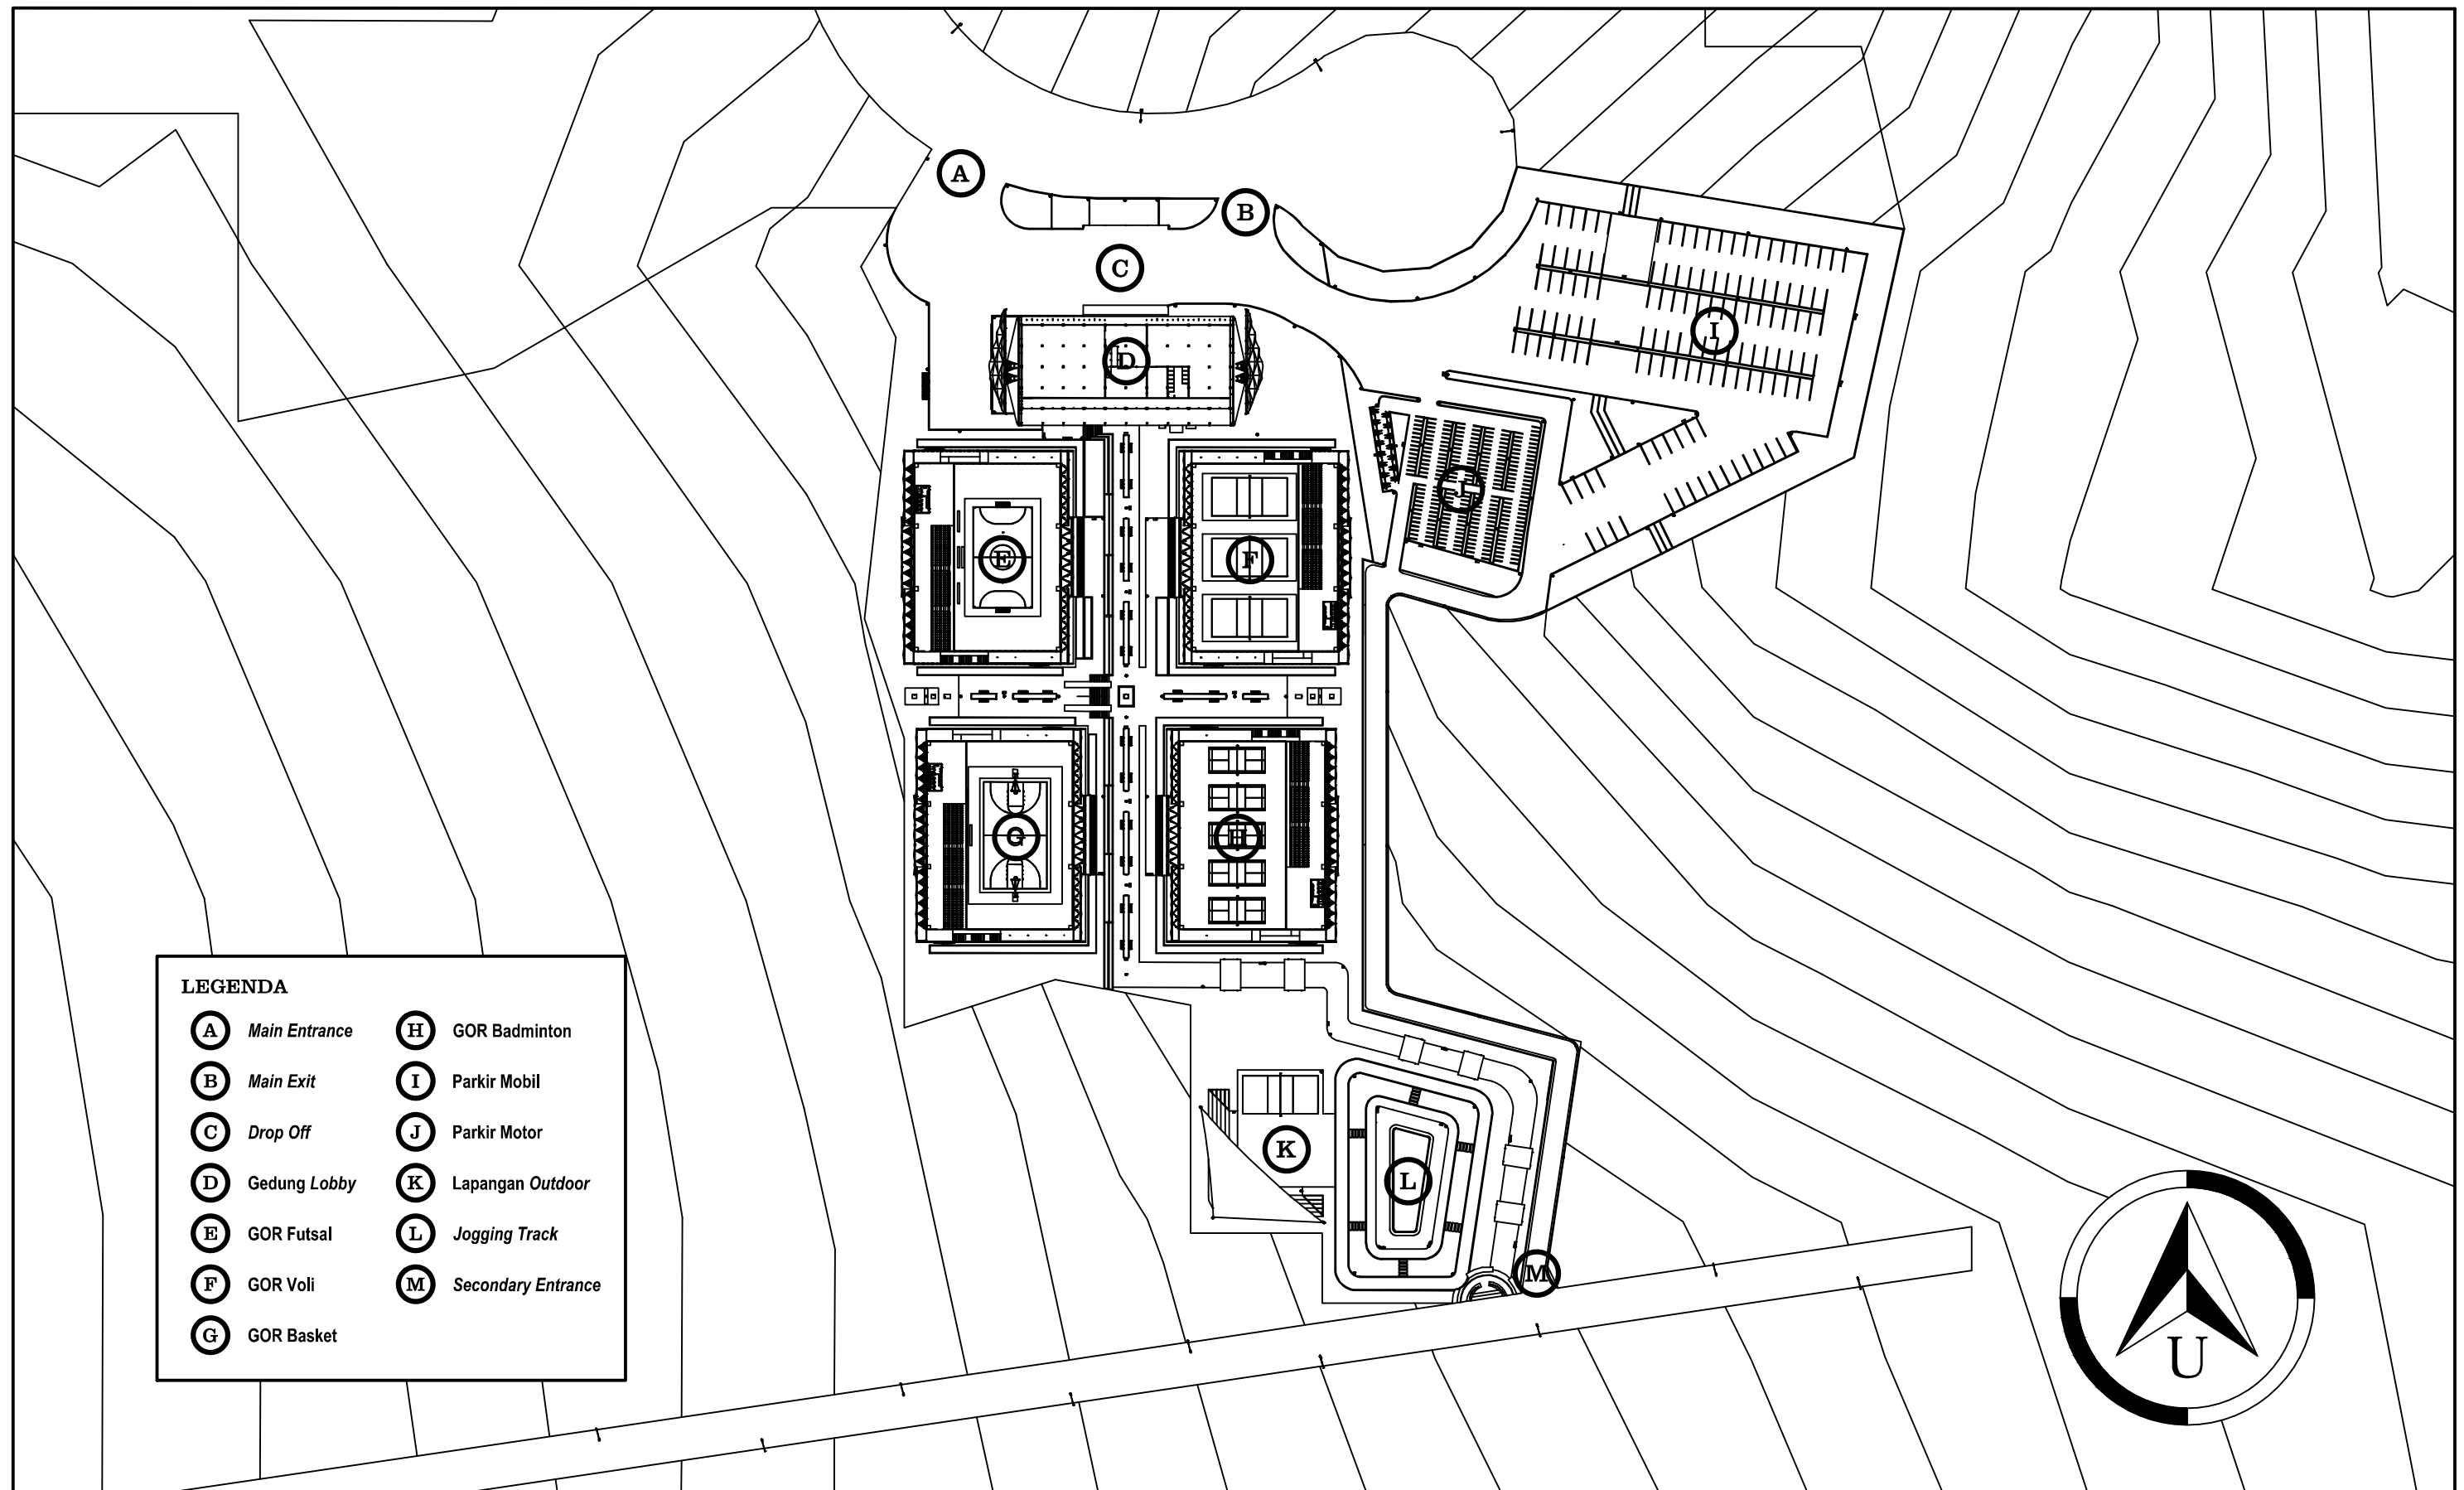 A
B
C
D
I
J
E
F
G
H
K
L
M
LEGENDA
A Main Entrance
B Main Exit
C Drop Off
D Gedung Lobby
E GOR Futsal
F GOR Voli
G GOR Basket
H GOR Badminton
I Parkir Mobil
J Parkir Motor
K Lapangan Outdoor
L Jogging Track
M Secondary Entrance
U